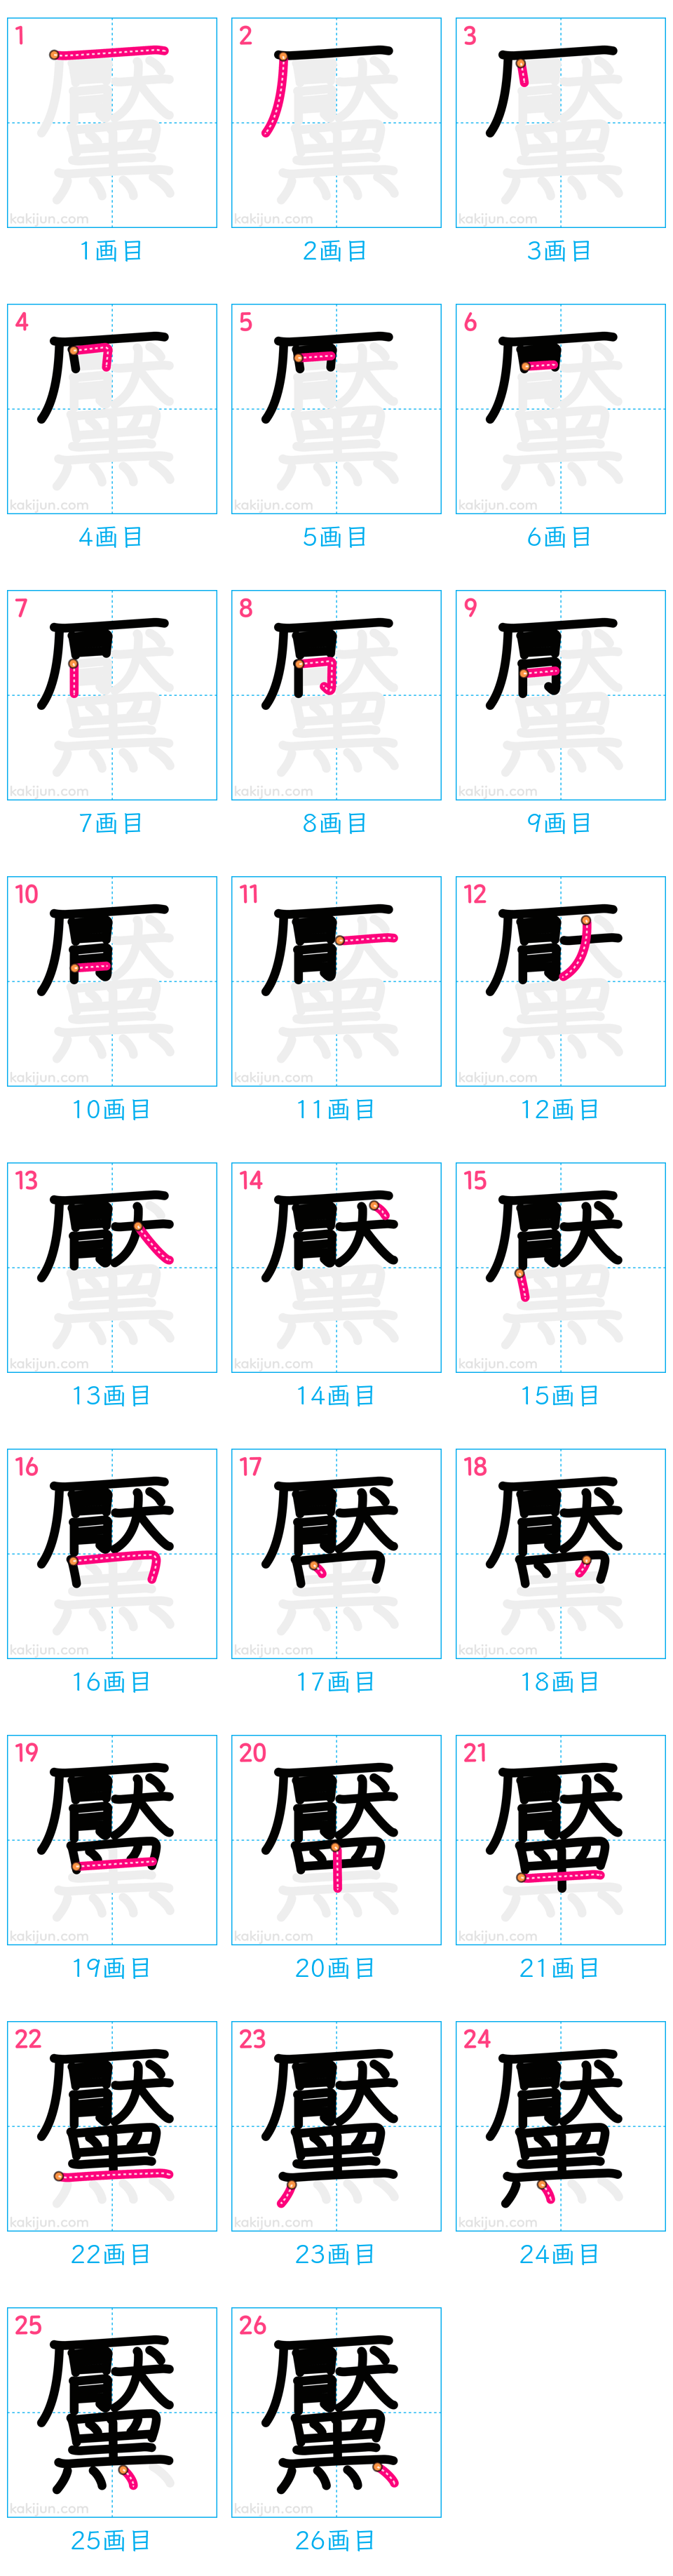 1 2 3
kakijun.com kakijun.com kakijun.com
1画目 2画目 3画目
4 5 6
kakijun.com kakijun.com kakijun.com
4画目 5画目 6画目
7 8 9
kakijun.com kakijun.com kakijun.com
7画目 8画目 9画目
10 11 12
kakijun.com kakijun.com kakijun.com
10画目 11画目 12画目
13 14 15
kakijun.com kakijun.com kakijun.com
13画目 14画目 15画目
16 17 18
kakijun.com kakijun.com kakijun.com
16画目 17画目 18画目
19 20 21
kakijun.com kakijun.com kakijun.com
19画目 20画目 21画目
22 23 24
kakijun.com kakijun.com kakijun.com
22画目 23画目 24画目
25 26
黶 黶
kakijun.com kakijun.com
25画目 26画目